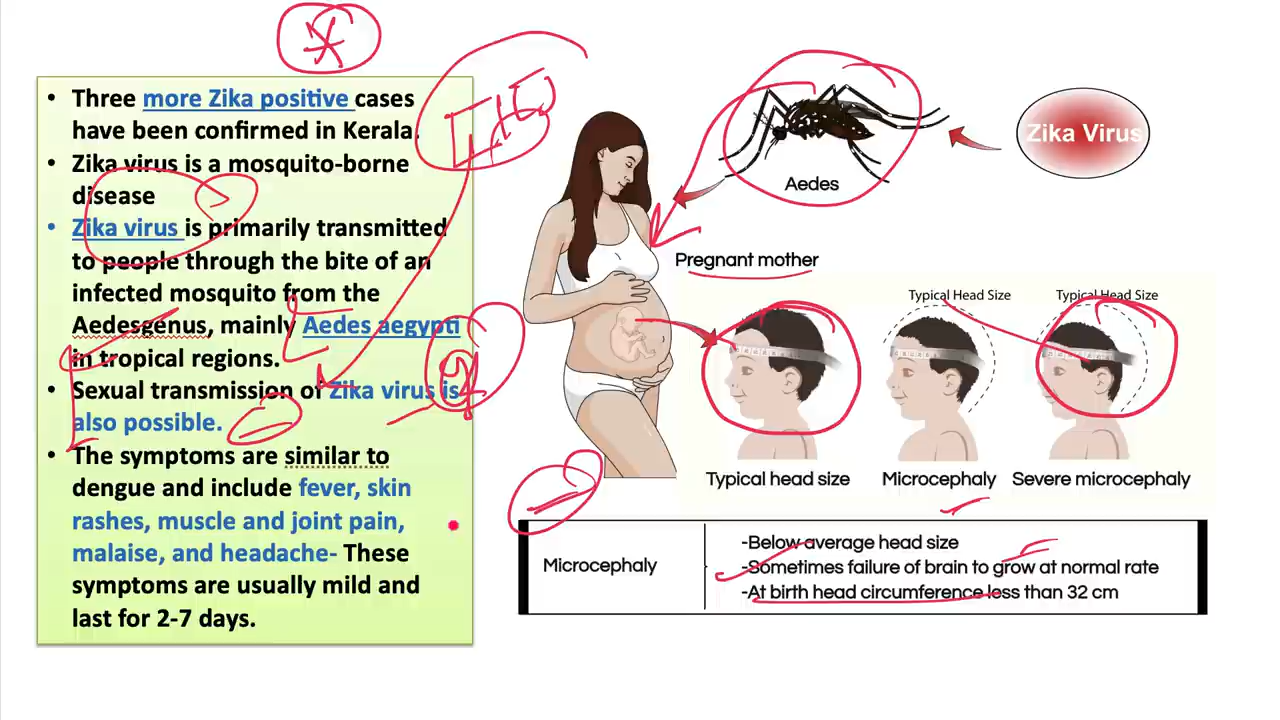 • Three more Zika positive cases
have been confirmed in Kerala.
• Zika virus is a mosquito-borne
disease
• Zika virus is primarily transmitted
to people through the bite of an
infected mosquito from the
Aedesgenus, mainly Aedes aegypti
in tropical regions.
• Sexual transmission of Zika virus is
also possible.
• The symptoms are similar to
dengue and include fever, skin
rashes, muscle and joint pain,
malaise, and headache- These
symptoms are usually mild and
last for 2-7 days.
Zika Virus
Aedes
Pregnant mother
Typical Head Size
Typical Head Size
Typical head size
Microcephaly
Severe microcephaly
Microcephaly
-Below average head size
-Sometimes failure of brain to grow at normal rate
-At birth head circumference less than 32 cm